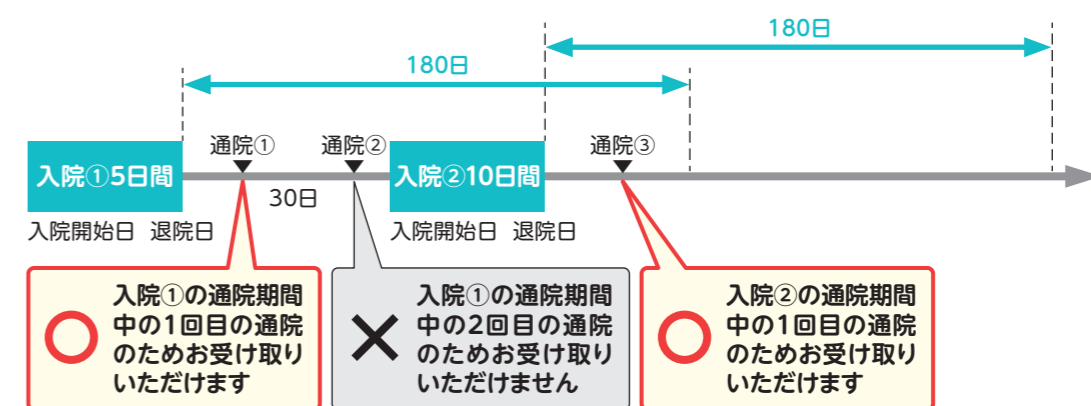 180日
180日
通院①
通院②
通院③
入院①5日間
30日
入院②10日間
入院開始日 退院日
入院開始日 退院日
入院①の通院期間
中の1回目の通院
のためお受け取り
いただけます
入院①の通院期間
中の2回目の通院
のためお受け取り
いただけません
入院②の通院期間
中の1回目の通院
のためお受け取り
いただけます